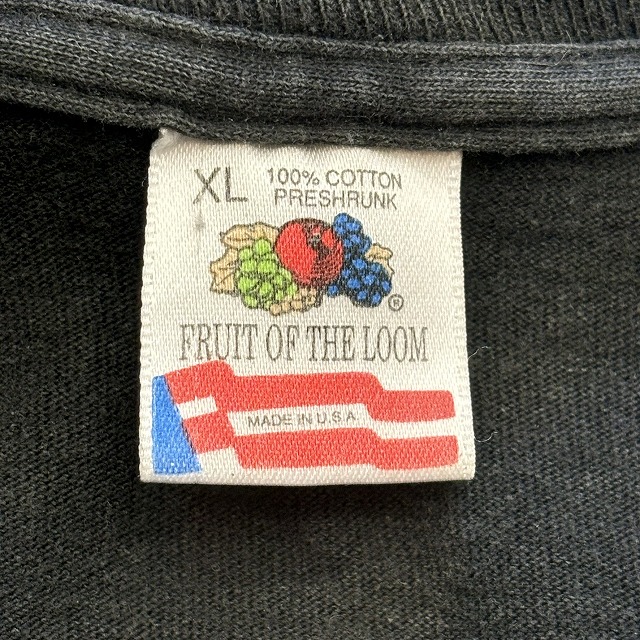 XL
100% COTTON
PRESHRUNK
®
FRUIT OF THE LOOM
MADE IN U.S.A.